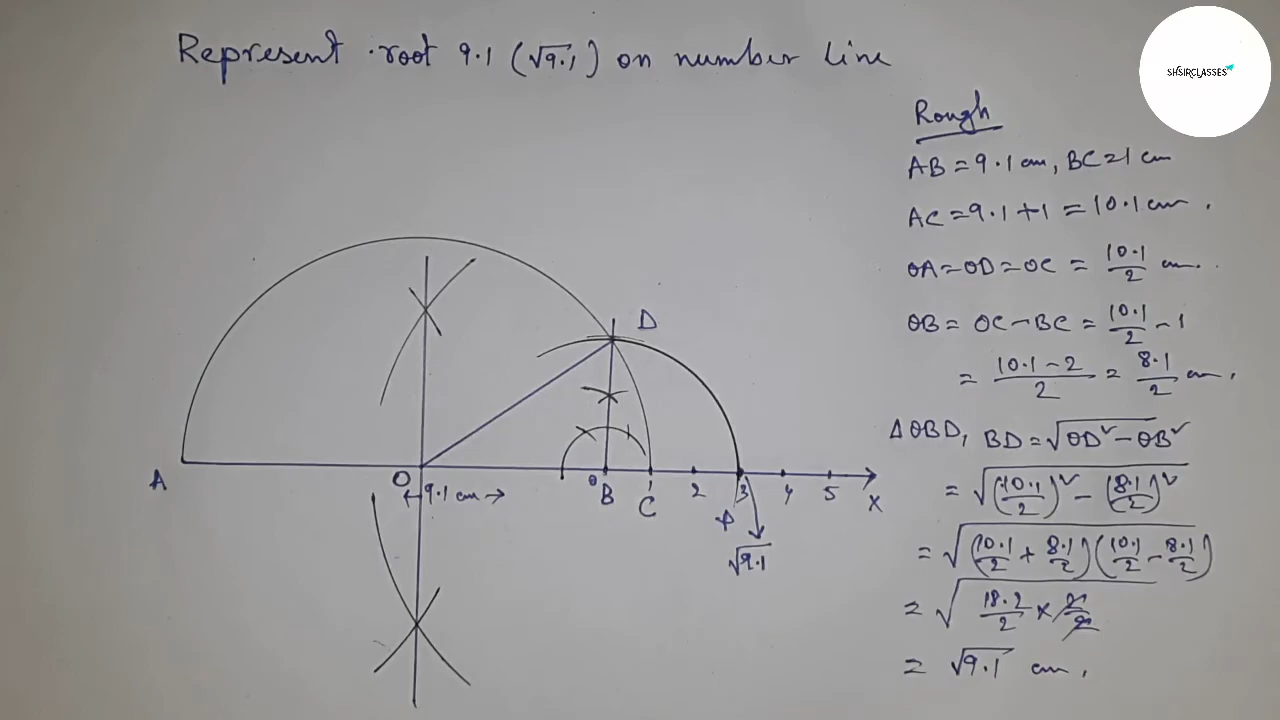 Represent root 9.1 (√9.1) on number line
SHSIRCLASSES
Rough
AB = 9.1 cm, BC = 1 cm
AC = 9.1 + 1 = 10.1 cm.
OA = OD = OC = 10.1/2 cm.
OB = OC - BC = 10.1/2 - 1
= (10.1 - 2)/2 = 8.1/2 cm.
Δ OBD, BD = √(OD² - OB²)
= √((10.1/2)² - (8.1/2)²)
= √((10.1/2 + 8.1/2)(10.1/2 - 8.1/2))
= √(18.2/2 × 2/2)
= √9.1 cm.
D
A O 0 B C 2 3 4 5 X
9.1 cm
P
√9.1